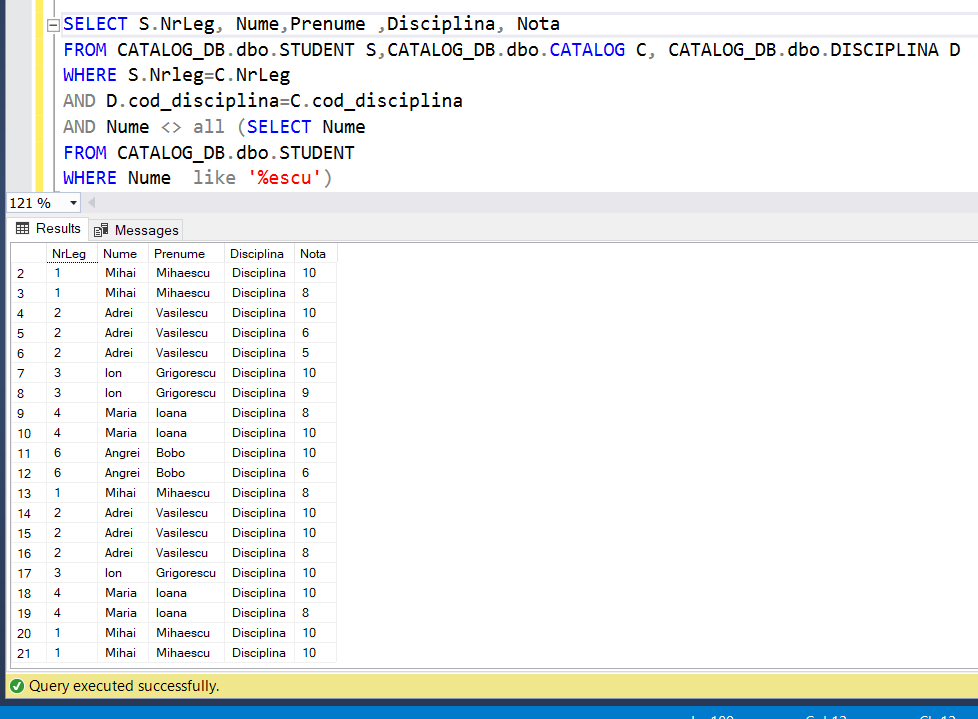 SELECT S.NrLeg, Nume,Prenume ,Disciplina, Nota
FROM CATALOG_DB.dbo.STUDENT S,CATALOG_DB.dbo.CATALOG C, CATALOG_DB.dbo.DISCIPLINA D
WHERE S.Nrleg=C.NrLeg
AND D.cod_disciplina=C.cod_disciplina
AND Nume <> all (SELECT Nume
FROM CATALOG_DB.dbo.STUDENT
WHERE Nume  like '%escu')
121 %
Results Messages
NrLeg Nume Prenume Disciplina Nota
2 1 Mihai Mihaescu Disciplina 10
3 1 Mihai Mihaescu Disciplina 8
4 2 Adrei Vasilescu Disciplina 10
5 2 Adrei Vasilescu Disciplina 6
6 2 Adrei Vasilescu Disciplina 5
7 3 Ion Grigorescu Disciplina 10
8 3 Ion Grigorescu Disciplina 9
9 4 Maria Ioana Disciplina 8
10 4 Maria Ioana Disciplina 10
11 6 Angrei Bobo Disciplina 10
12 6 Angrei Bobo Disciplina 6
13 1 Mihai Mihaescu Disciplina 8
14 2 Adrei Vasilescu Disciplina 10
15 2 Adrei Vasilescu Disciplina 10
16 2 Adrei Vasilescu Disciplina 8
17 3 Ion Grigorescu Disciplina 10
18 4 Maria Ioana Disciplina 10
19 4 Maria Ioana Disciplina 8
20 1 Mihai Mihaescu Disciplina 10
21 1 Mihai Mihaescu Disciplina 10
Query executed successfully.